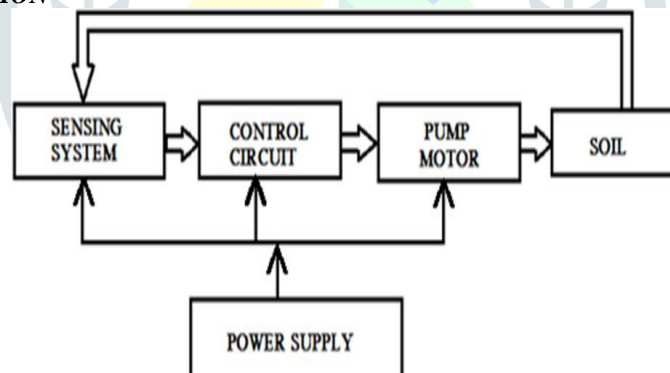 SENSING
SYSTEM
CONTROL
CIRCUIT
PUMP
MOTOR
SOIL
POWER SUPPLY